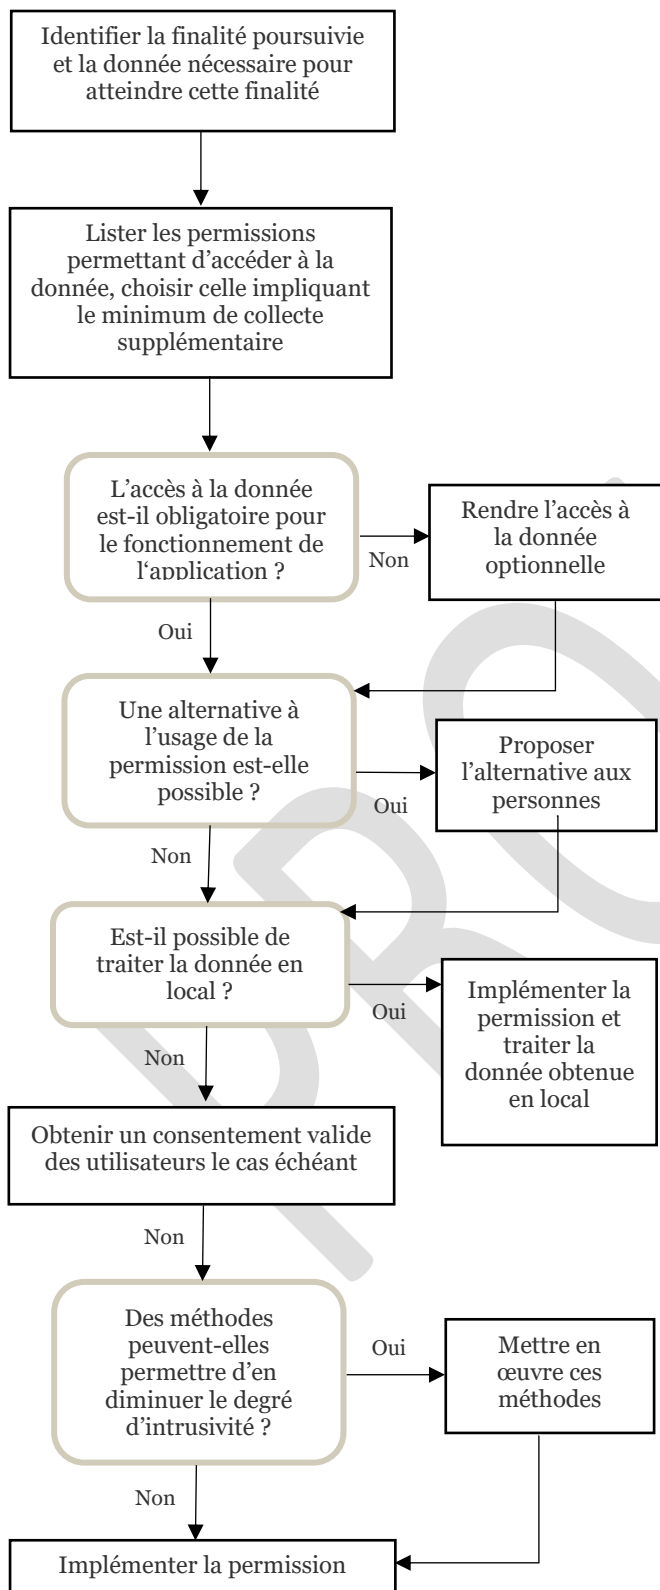 Identifier la finalité poursuivie
et la donnée nécessaire pour
atteindre cette finalité
Lister les permissions
permettant d'accéder à la
donnée, choisir celle impliquant
le minimum de collecte
supplémentaire
L'accès à la donnée
est-il obligatoire pour
le fonctionnement de
l‘application ?
Non
Rendre l'accès à
la donnée
optionnelle
Oui
Une alternative à
l'usage de la
permission est-elle
possible ?
Oui
Proposer
l'alternative aux
personnes
Non
Est-il possible de
traiter la donnée en
local ?
Oui
Implémenter la
permission et
traiter la
donnée obtenue
en local
Non
Obtenir un consentement valide
des utilisateurs le cas échéant
Non
Des méthodes
peuvent-elles
permettre d'en
diminuer le degré
d'intrusivité ?
Oui
Mettre en
œuvre ces
méthodes
Non
Implémenter la permission